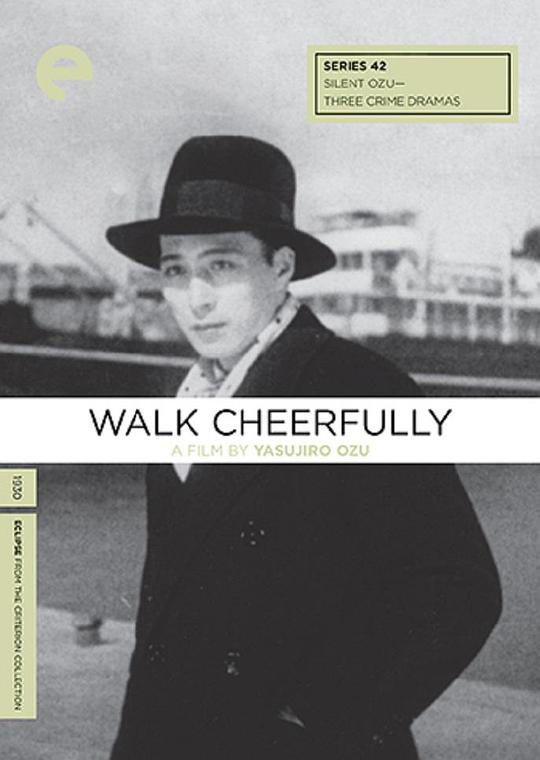 e
SERIES 42
SILENT OZU—
THREE CRIME DRAMAS
WALK CHEERFULLY
A FILM BY YASUJIRO OZU
1930
ECLIPSE FROM THE CRITERION COLLECTION